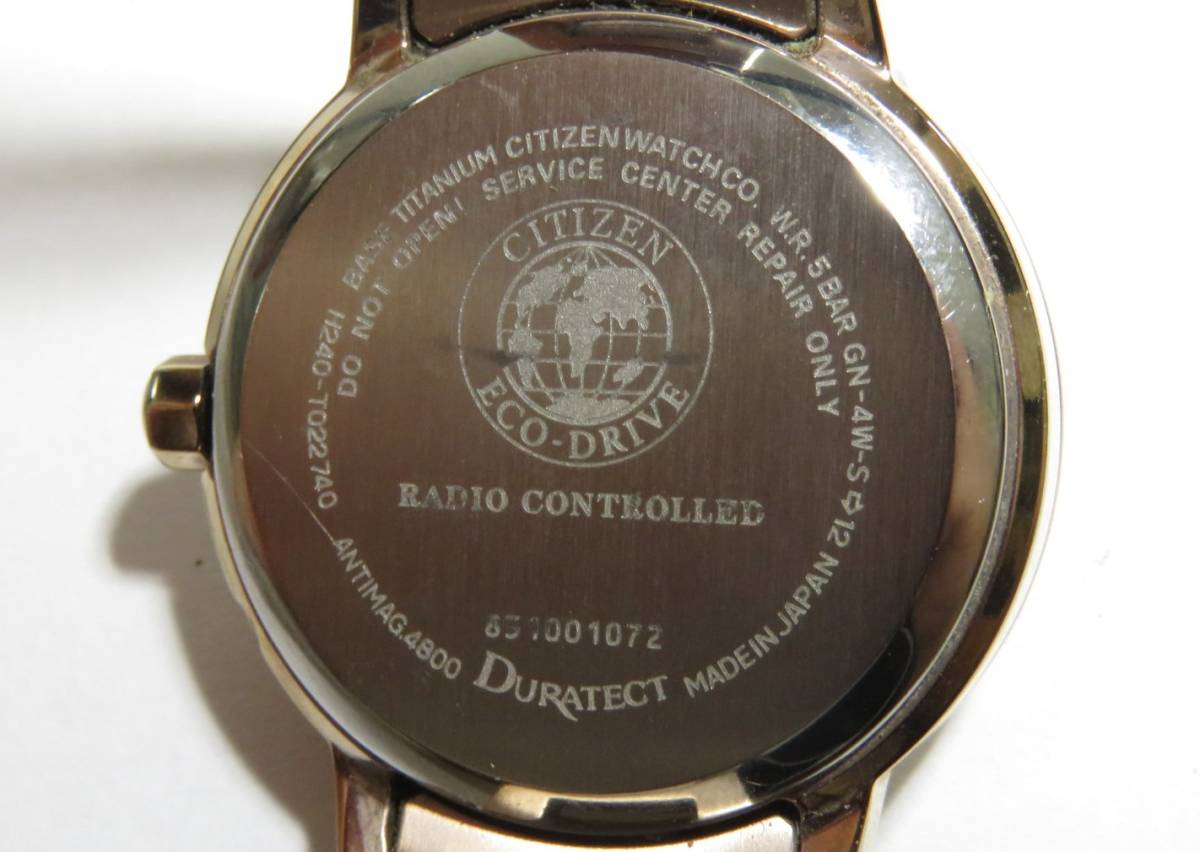 BASE TITANIUM CITIZEN WATCH CO. W.R.5BAR GN-4W-S⇨12
DO NOT OPEN! SERVICE CENTER REPAIR ONLY
CITIZEN
ECO-DRIVE
RADIO CONTROLLED
831001072
H240-T022740 ANTIMAG.4800 DURATECT MADE IN JAPAN